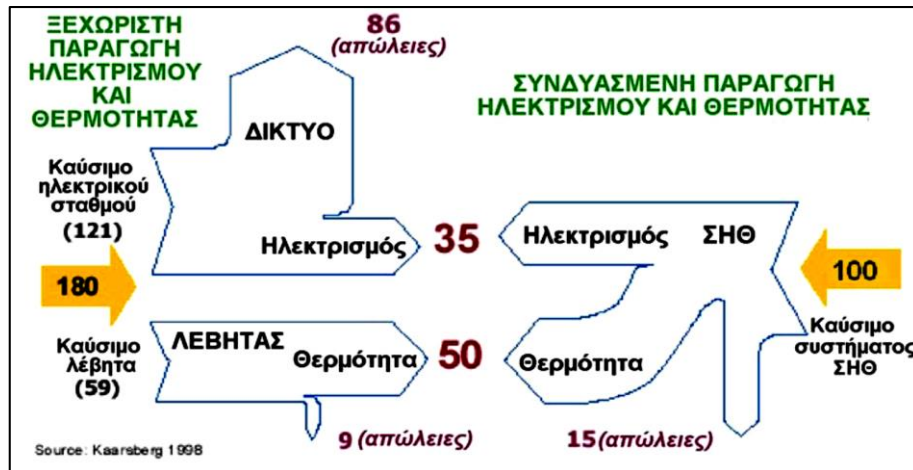 ΞΕΧΩΡΙΣΤΗ
ΠΑΡΑΓΩΓΗ
ΗΛΕΚΤΡΙΣΜΟΥ
ΚΑΙ
ΘΕΡΜΟΤΗΤΑΣ
86
(απώλειες)
ΣΥΝΔΥΑΣΜΕΝΗ ΠΑΡΑΓΩΓΗ
ΗΛΕΚΤΡΙΣΜΟΥ ΚΑΙ ΘΕΡΜΟΤΗΤΑΣ
ΔΙΚΤΥΟ
Καύσιμο
ηλεκτρικού
σταθμού
(121)
Ηλεκτρισμός
35
Ηλεκτρισμός
ΣΗΘ
180
100
ΛΕΒΗΤΑΣ
Καύσιμο
λέβητα
(59)
Θερμότητα
50
Θερμότητα
Καύσιμο
συστήματος
ΣΗΘ
9 (απώλειες)
15 (απώλειες)
Source: Kaarsberg 1998